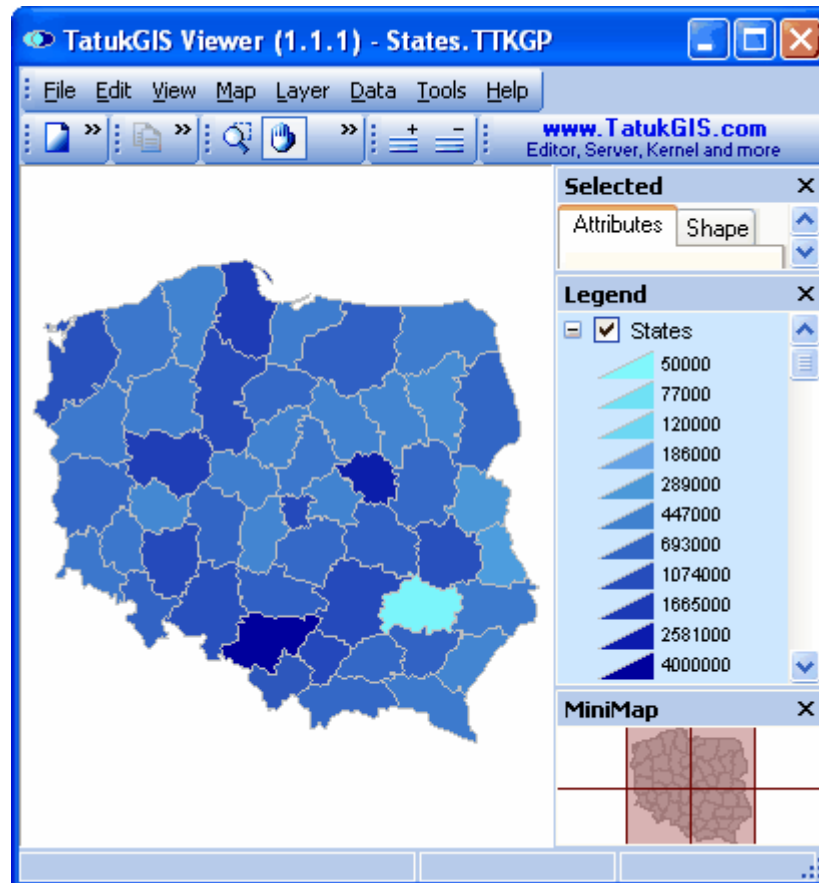 TatukGIS Viewer (1.1.1) - States.TTKGP
File Edit View Map Layer Data Tools Help
www.TatukGIS.com
Editor, Server, Kernel and more
Selected
Attributes Shape
Legend
States
50000
77000
120000
186000
289000
447000
693000
1074000
1665000
2581000
4000000
MiniMap